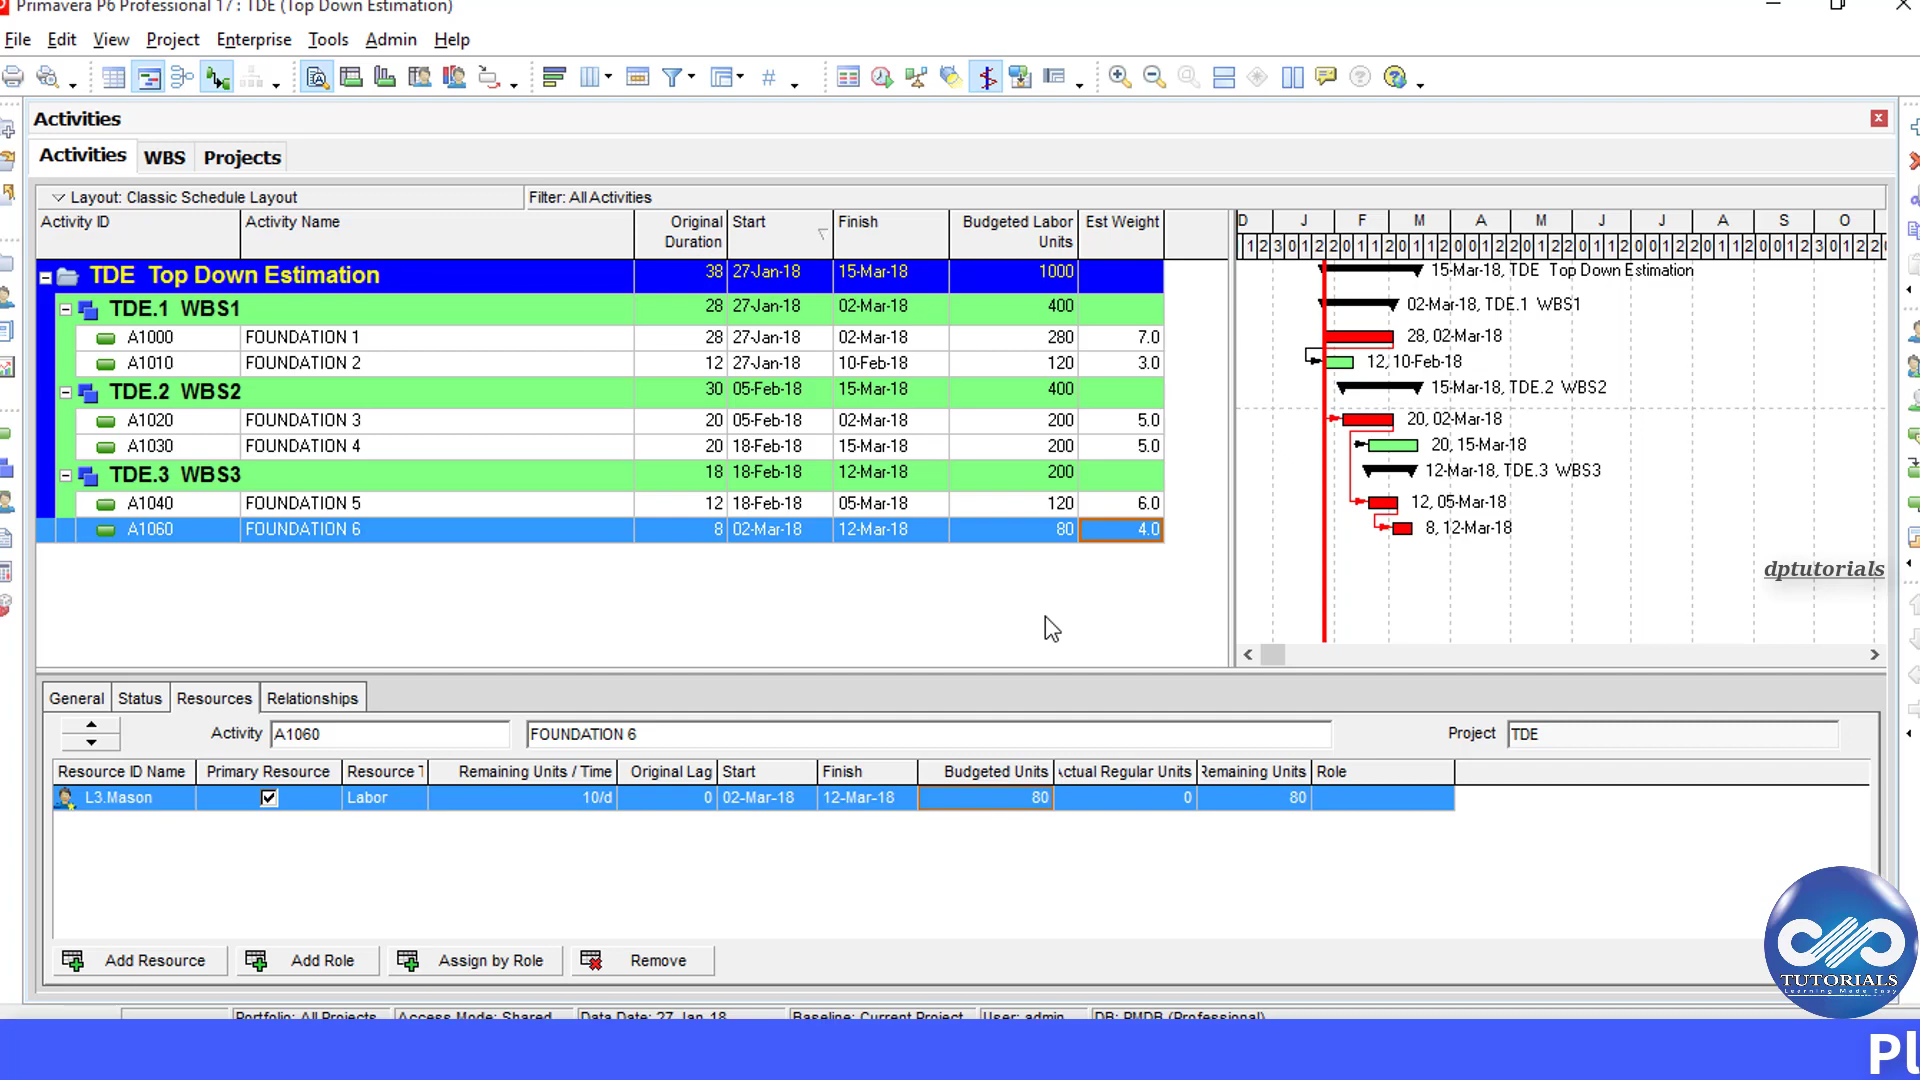 Primavera P6 Professional 17 : TDE (Top Down Estimation)
File Edit View Project Enterprise Tools Admin Help
Activities
Activities WBS Projects
Layout: Classic Schedule Layout Filter: All Activities
Activity ID Activity Name Original Duration Start Finish Budgeted Labor Units Est Weight
D J F M A M J J A S O
TDE Top Down Estimation 38 27-Jan-18 15-Mar-18 1000
15-Mar-18, TDE Top Down Estimation
TDE.1 WBS1 28 27-Jan-18 02-Mar-18 400
02-Mar-18, TDE.1 WBS1
A1000 FOUNDATION 1 28 27-Jan-18 02-Mar-18 280 7.0
28, 02-Mar-18
A1010 FOUNDATION 2 12 27-Jan-18 10-Feb-18 120 3.0
12, 10-Feb-18
TDE.2 WBS2 30 05-Feb-18 15-Mar-18 400
15-Mar-18, TDE.2 WBS2
A1020 FOUNDATION 3 20 05-Feb-18 02-Mar-18 200 5.0
20, 02-Mar-18
A1030 FOUNDATION 4 20 18-Feb-18 15-Mar-18 200 5.0
20, 15-Mar-18
TDE.3 WBS3 18 18-Feb-18 12-Mar-18 200
12-Mar-18, TDE.3 WBS3
A1040 FOUNDATION 5 12 18-Feb-18 05-Mar-18 120 6.0
12, 05-Mar-18
A1060 FOUNDATION 6 8 02-Mar-18 12-Mar-18 80 4.0
8, 12-Mar-18
dptutorials
General Status Resources Relationships
Activity A1060 FOUNDATION 6 Project TDE
Resource ID Name Primary Resource Resource T Remaining Units / Time Original Lag Start Finish Budgeted Units ctual Regular Units Remaining Units Role
L3.Mason Labor 10/d 0 02-Mar-18 12-Mar-18 80 0 80
Add Resource Add Role Assign by Role Remove
TUTORIALS
Learning Made Easy
Portfolio: All Projects Access Mode: Shared Data Date: 27-Jan-18 Baseline: Current Project User: admin DB: PMDB (Professional)
Pl